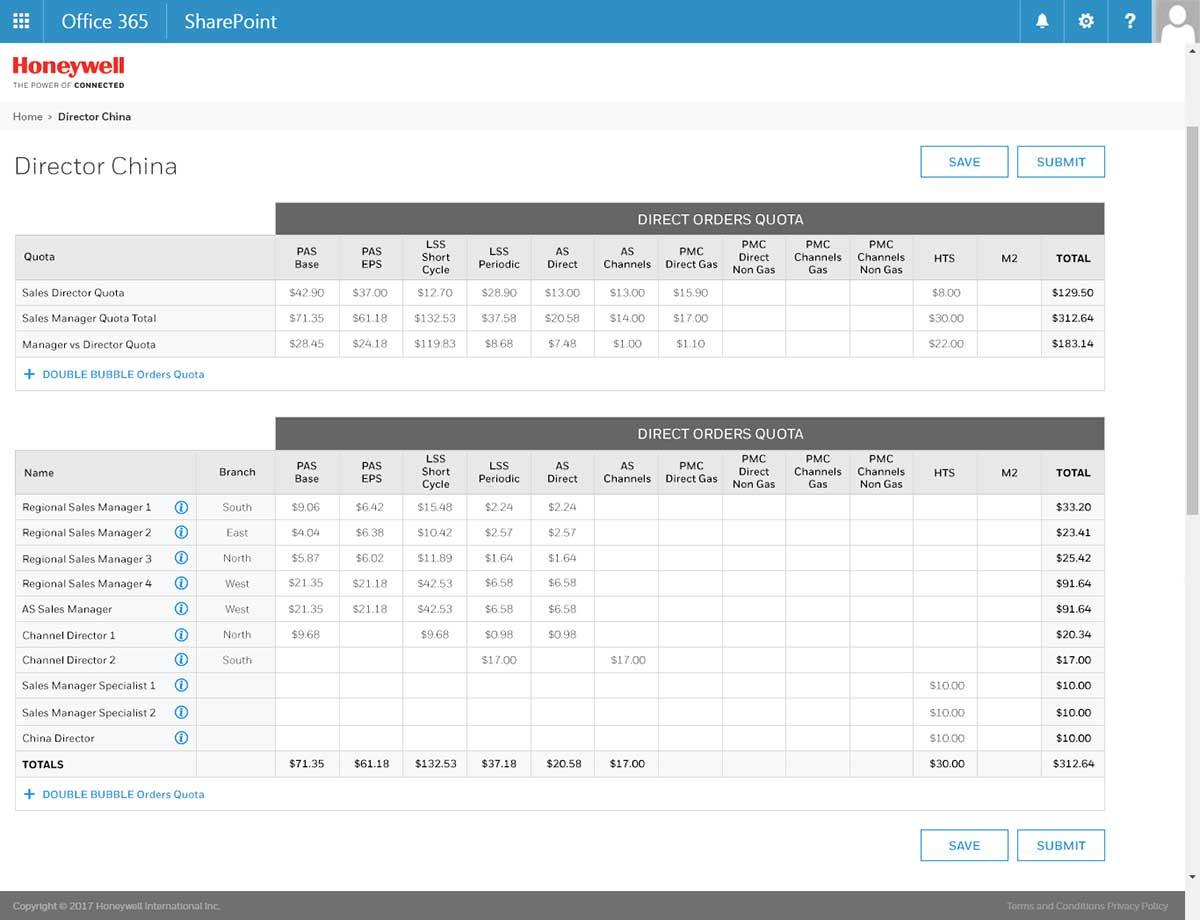 Office 365 SharePoint ?
Honeywell
THE POWER OF CONNECTED
Home > Director China
Director China
SAVE SUBMIT
DIRECT ORDERS QUOTA
Quota PAS Base PAS EPS LSS Short Cycle LSS Periodic AS Direct AS Channels PMC Direct Gas PMC Direct Non Gas PMC Channels Gas PMC Channels Non Gas HTS M2 TOTAL
Sales Director Quota $42.90 $37.00 $12.70 $28.90 $13.00 $13.00 $15.90 $8.00 $129.50
Sales Manager Quota Total $71.35 $61.18 $132.53 $37.58 $20.58 $14.00 $17.00 $30.00 $312.64
Manager vs Director Quota $28.45 $24.18 $119.83 $8.68 $7.48 $1.00 $1.10 $22.00 $183.14
+ DOUBLE BUBBLE Orders Quota
DIRECT ORDERS QUOTA
Name Branch PAS Base PAS EPS LSS Short Cycle LSS Periodic AS Direct AS Channels PMC Direct Gas PMC Direct Non Gas PMC Channels Gas PMC Channels Non Gas HTS M2 TOTAL
Regional Sales Manager 1 i South $9.06 $6.42 $15.48 $2.24 $2.24 $33.20
Regional Sales Manager 2 i East $4.04 $6.38 $10.42 $2.57 $2.57 $23.41
Regional Sales Manager 3 i North $5.87 $6.02 $11.89 $1.64 $1.64 $25.42
Regional Sales Manager 4 i West $21.35 $21.18 $42.53 $6.58 $6.58 $91.64
AS Sales Manager i West $21.35 $21.18 $42.53 $6.58 $6.58 $91.64
Channel Director 1 i North $9.68 $9.68 $0.98 $0.98 $20.34
Channel Director 2 i South $17.00 $17.00 $17.00
Sales Manager Specialist 1 i $10.00 $10.00
Sales Manager Specialist 2 i $10.00 $10.00
China Director i $10.00 $10.00
TOTALS $71.35 $61.18 $132.53 $37.18 $20.58 $17.00 $30.00 $312.64
+ DOUBLE BUBBLE Orders Quota
SAVE SUBMIT
Copyright © 2017 Honeywell International Inc. Terms and Conditions Privacy Policy